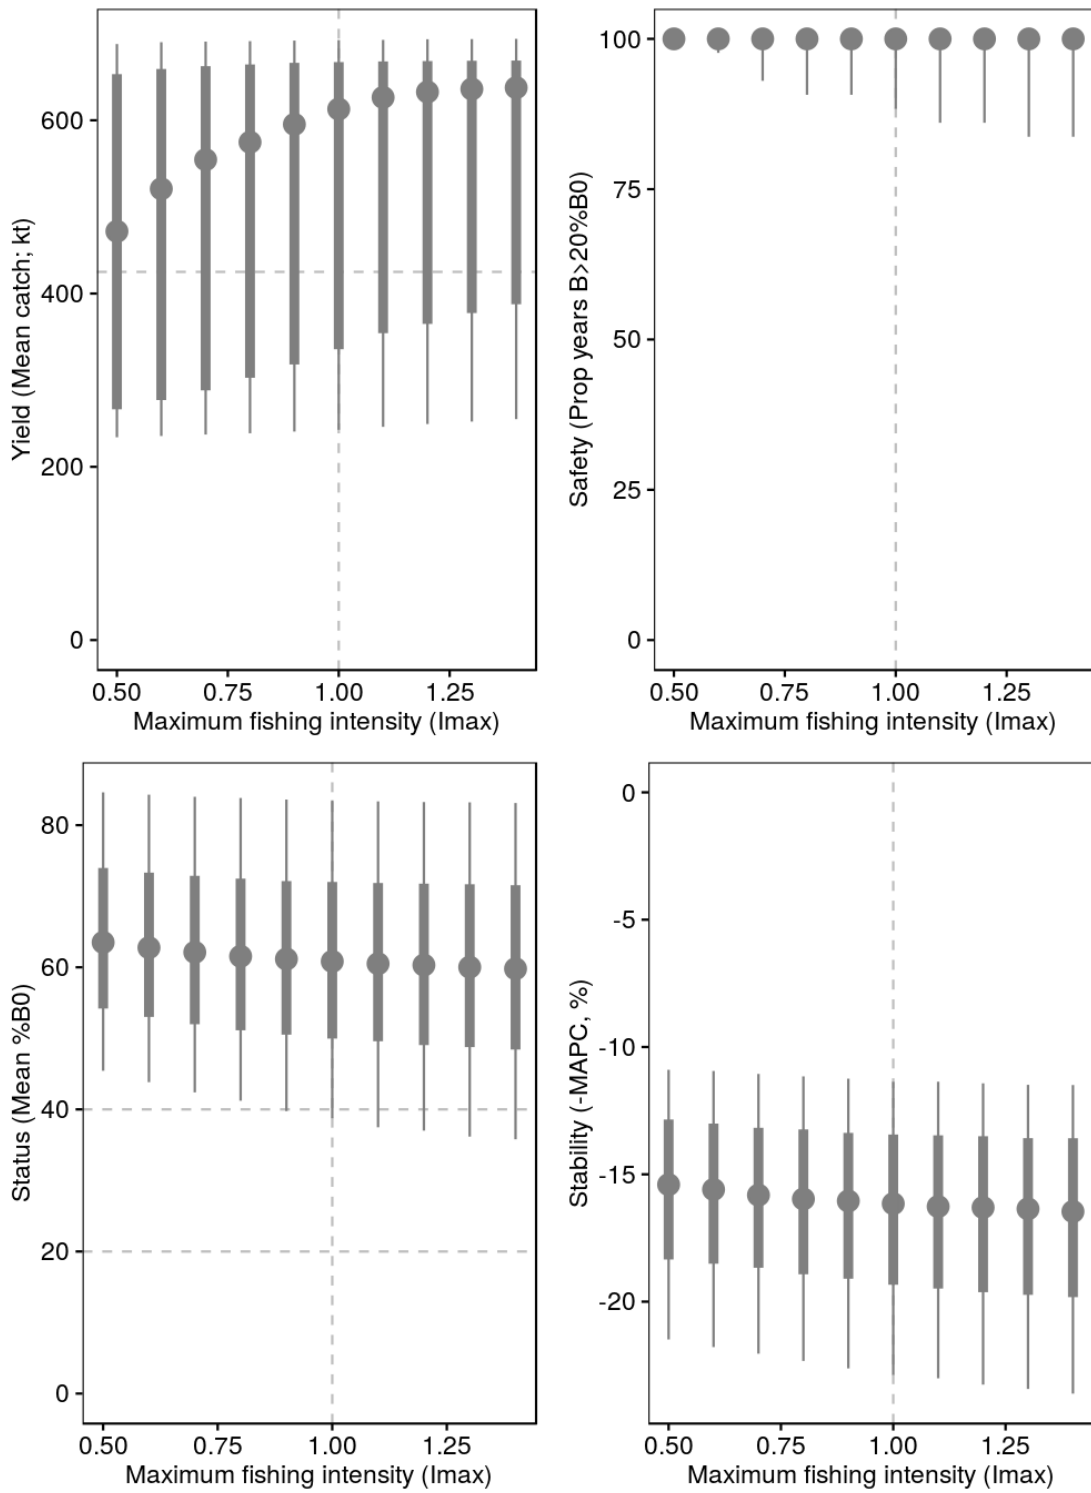 Yield (Mean catch; kt)
600
400
200
0
0.50 0.75 1.00 1.25
Maximum fishing intensity (Imax)
Safety (Prop years B>20%B0)
100
75
50
25
0
0.50 0.75 1.00 1.25
Maximum fishing intensity (Imax)
Status (Mean %B0)
80
60
40
20
0
0.50 0.75 1.00 1.25
Maximum fishing intensity (Imax)
Stability (-MAPC, %)
0
-5
-10
-15
-20
0.50 0.75 1.00 1.25
Maximum fishing intensity (Imax)